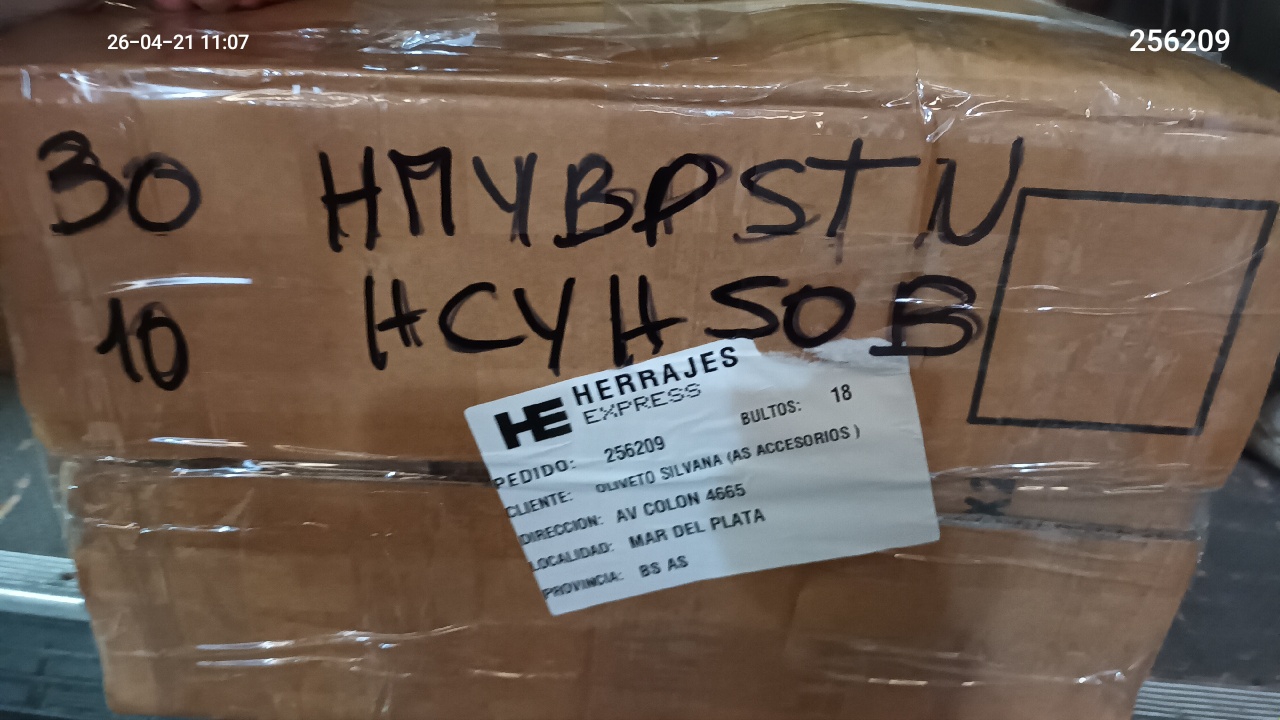 26-04-21 11:07
256209
30 HMYBPSTN
10 HCYHSOB
HE HERRAJES
EXPRESS
BULTOS: 18
PEDIDO: 256209
CLIENTE: OLIVETO SILVANA (AS ACCESORIOS )
DIRECCION: AV COLON 4665
LOCALIDAD: MAR DEL PLATA
PROVINCIA: BS AS